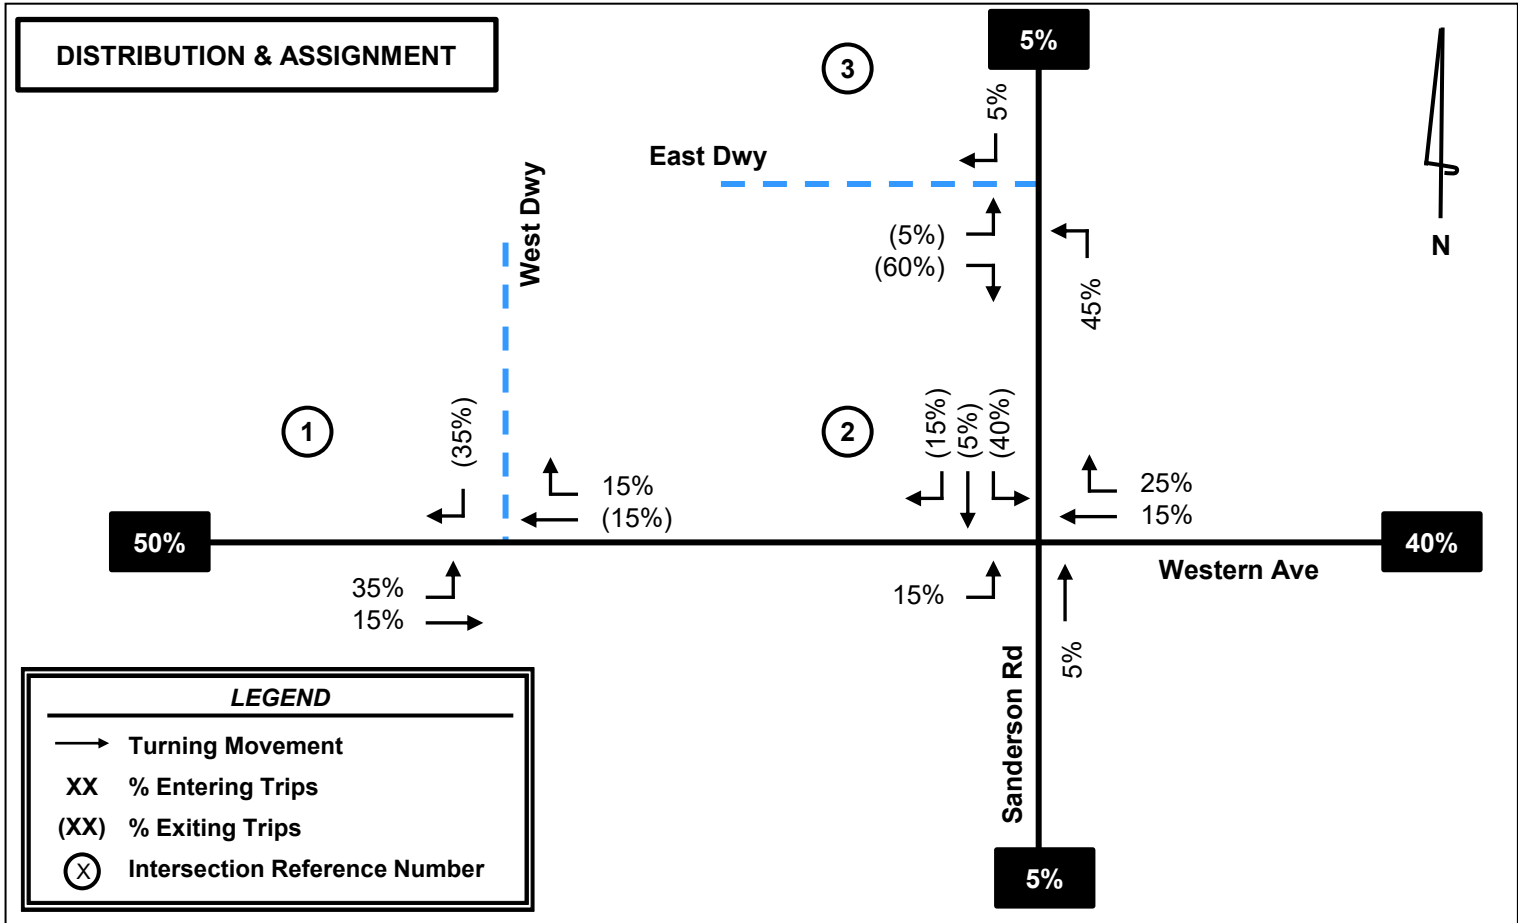 DISTRIBUTION & ASSIGNMENT
3
5%
5%
East Dwy
West Dwy
(5%)
(60%)
45%
N
1
(35%)
15%
(15%)
2
(15%)
(5%)
(40%)
25%
15%
50%
40%
Western Ave
35%
15%
15%
5%
Sanderson Rd
5%
LEGEND
Turning Movement
XX % Entering Trips
(XX) % Exiting Trips
X Intersection Reference Number